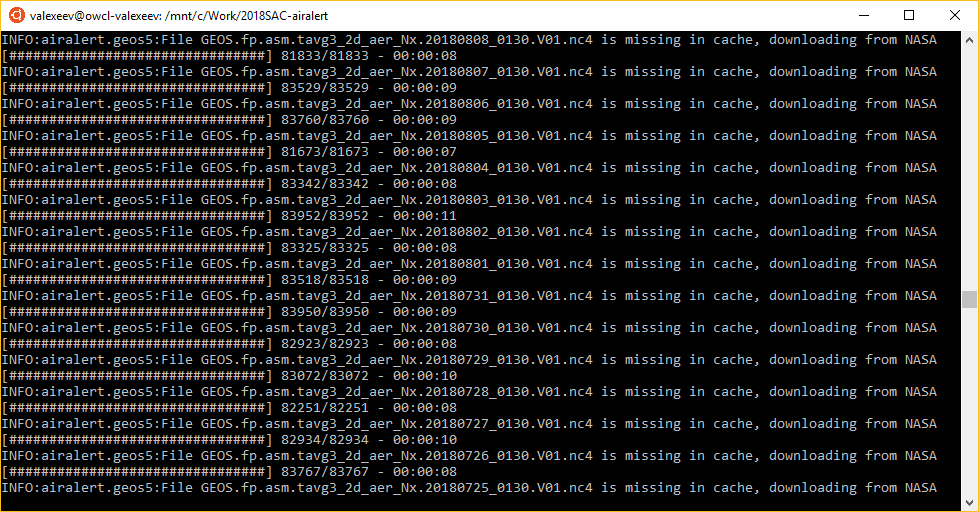 valexeev@owcl-valexeev: /mnt/c/Work/2018SAC-airalert
INFO:airalert.geos5:File GEOS.fp.asm.tavg3_2d_aer_Nx.20180808_0130.V01.nc4 is missing in cache, downloading from NASA
[################################] 81833/81833 - 00:00:08
INFO:airalert.geos5:File GEOS.fp.asm.tavg3_2d_aer_Nx.20180807_0130.V01.nc4 is missing in cache, downloading from NASA
[################################] 83529/83529 - 00:00:09
INFO:airalert.geos5:File GEOS.fp.asm.tavg3_2d_aer_Nx.20180806_0130.V01.nc4 is missing in cache, downloading from NASA
[################################] 83760/83760 - 00:00:09
INFO:airalert.geos5:File GEOS.fp.asm.tavg3_2d_aer_Nx.20180805_0130.V01.nc4 is missing in cache, downloading from NASA
[################################] 81673/81673 - 00:00:07
INFO:airalert.geos5:File GEOS.fp.asm.tavg3_2d_aer_Nx.20180804_0130.V01.nc4 is missing in cache, downloading from NASA
[################################] 83342/83342 - 00:00:08
INFO:airalert.geos5:File GEOS.fp.asm.tavg3_2d_aer_Nx.20180803_0130.V01.nc4 is missing in cache, downloading from NASA
[################################] 83952/83952 - 00:00:11
INFO:airalert.geos5:File GEOS.fp.asm.tavg3_2d_aer_Nx.20180802_0130.V01.nc4 is missing in cache, downloading from NASA
[################################] 83325/83325 - 00:00:08
INFO:airalert.geos5:File GEOS.fp.asm.tavg3_2d_aer_Nx.20180801_0130.V01.nc4 is missing in cache, downloading from NASA
[################################] 83518/83518 - 00:00:09
INFO:airalert.geos5:File GEOS.fp.asm.tavg3_2d_aer_Nx.20180731_0130.V01.nc4 is missing in cache, downloading from NASA
[################################] 83950/83950 - 00:00:09
INFO:airalert.geos5:File GEOS.fp.asm.tavg3_2d_aer_Nx.20180730_0130.V01.nc4 is missing in cache, downloading from NASA
[################################] 82923/82923 - 00:00:08
INFO:airalert.geos5:File GEOS.fp.asm.tavg3_2d_aer_Nx.20180729_0130.V01.nc4 is missing in cache, downloading from NASA
[################################] 83072/83072 - 00:00:10
INFO:airalert.geos5:File GEOS.fp.asm.tavg3_2d_aer_Nx.20180728_0130.V01.nc4 is missing in cache, downloading from NASA
[################################] 82251/82251 - 00:00:08
INFO:airalert.geos5:File GEOS.fp.asm.tavg3_2d_aer_Nx.20180727_0130.V01.nc4 is missing in cache, downloading from NASA
[################################] 82934/82934 - 00:00:10
INFO:airalert.geos5:File GEOS.fp.asm.tavg3_2d_aer_Nx.20180726_0130.V01.nc4 is missing in cache, downloading from NASA
[################################] 83767/83767 - 00:00:08
INFO:airalert.geos5:File GEOS.fp.asm.tavg3_2d_aer_Nx.20180725_0130.V01.nc4 is missing in cache, downloading from NASA